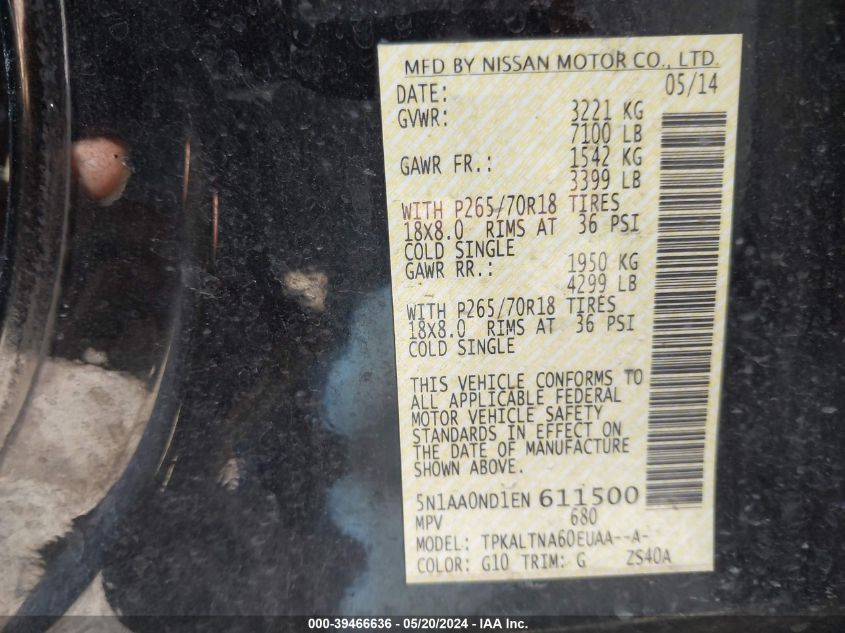 MFD BY NISSAN MOTOR CO., LTD.
DATE: 05/14
GVWR: 3221 KG
7100 LB
GAWR FR.: 1542 KG
3399 LB
WITH P265/70R18 TIRES
18X8.0 RIMS AT 36 PSI
COLD SINGLE
GAWR RR.: 1950 KG
4299 LB
WITH P265/70R18 TIRES
18X8.0 RIMS AT 36 PSI
COLD SINGLE
THIS VEHICLE CONFORMS TO
ALL APPLICABLE FEDERAL
MOTOR VEHICLE SAFETY
STANDARDS IN EFFECT ON
THE DATE OF MANUFACTURE
SHOWN ABOVE.
5N1AA0ND1EN 611500
MPV 680
MODEL: TPKALTNA60EUAA--A-
COLOR: G10 TRIM: G ZS40A
000-39466636 - 05/20/2024 - IAA Inc.